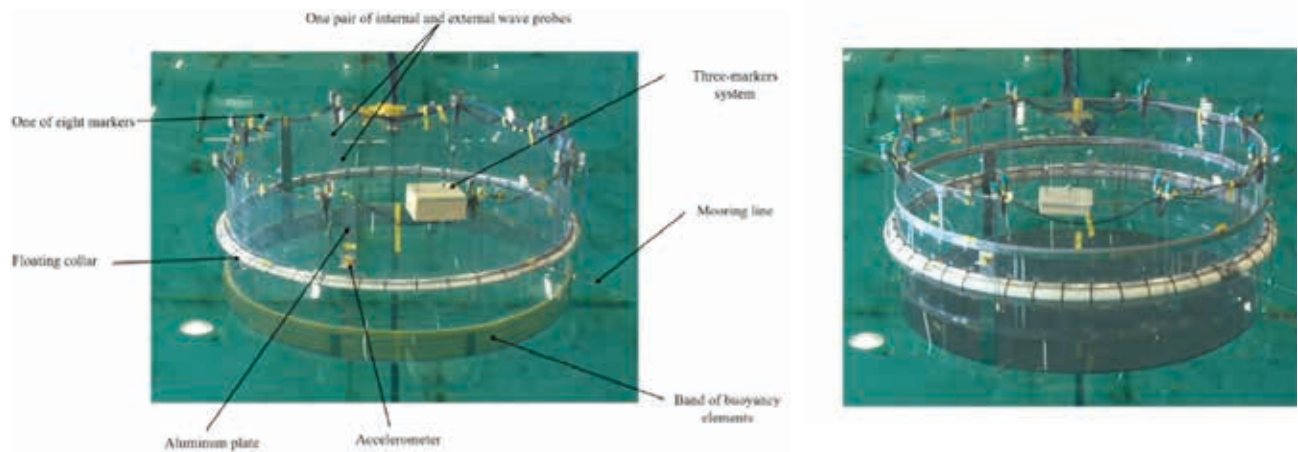 One pair of internal and external wave probes
Three-markers
system
One of eight markers
Mooring line
Floating collar
Band of buoyancy
elements
Aluminum plate
Accelerometer